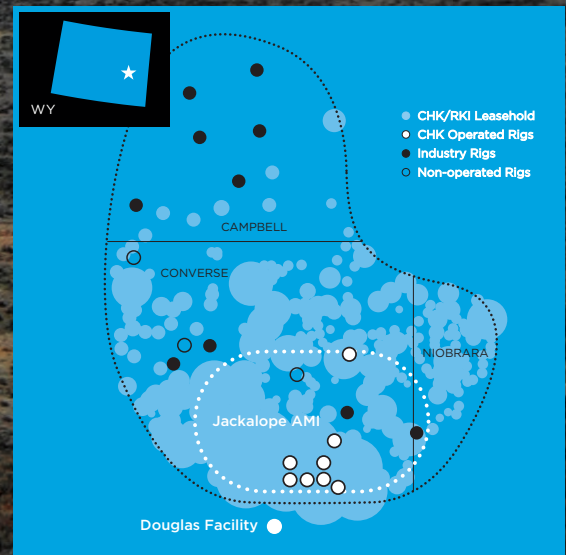 WY
CHK/RKI Leasehold
CHK Operated Rigs
Industry Rigs
Non-operated Rigs
CAMPBELL
CONVERSE
NIOBRARA
Jackalope AMI
Douglas Facility